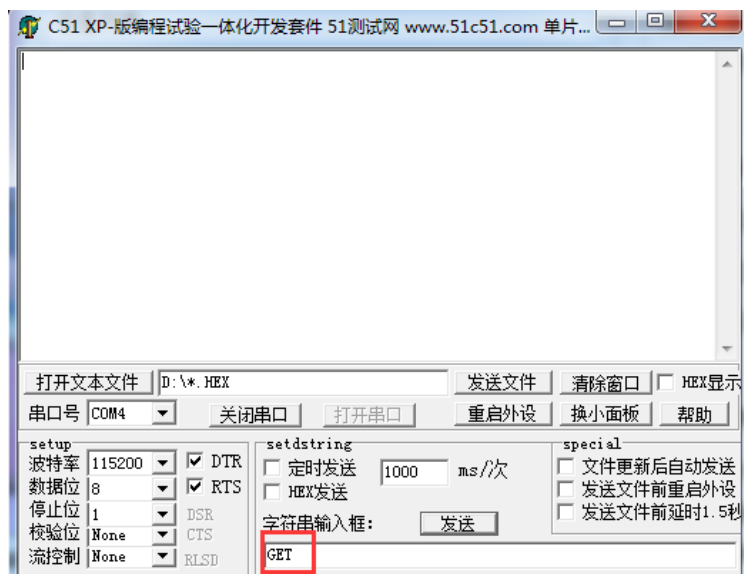 C51 XP-版编程试验一体化开发套件 51测试网 www.51c51.com 单片...
打开文本文件 D:\*.HEX 发送文件 清除窗口 HEX显示
串口号 COM4 关闭串口 打开串口 重启外设 换小面板 帮助
setup setdstring special
波特率 115200 DTR 定时发送 1000 ms//次 文件更新后自动发送
数据位 8 RTS HEX发送 发送文件前重启外设
停止位 1 DSR 字符串输入框: 发送 发送文件前延时1.5秒
校验位 None CTS
流控制 None RLSD GET